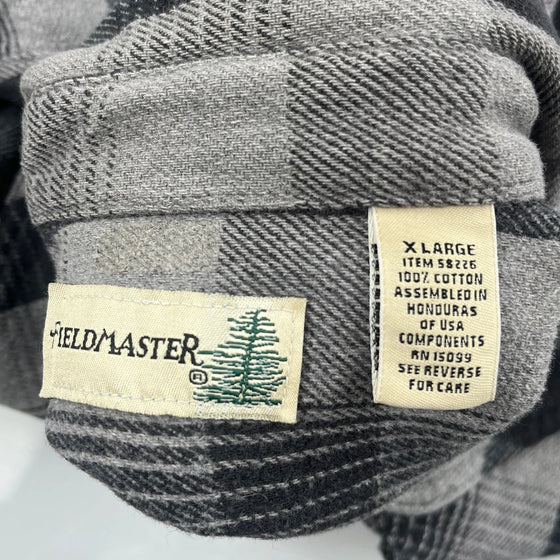 FIELDMASTER
®
X LARGE
ITEM 58226
100% COTTON
ASSEMBLED IN
HONDURAS
OF USA
COMPONENTS
RN 15099
SEE REVERSE
FOR CARE